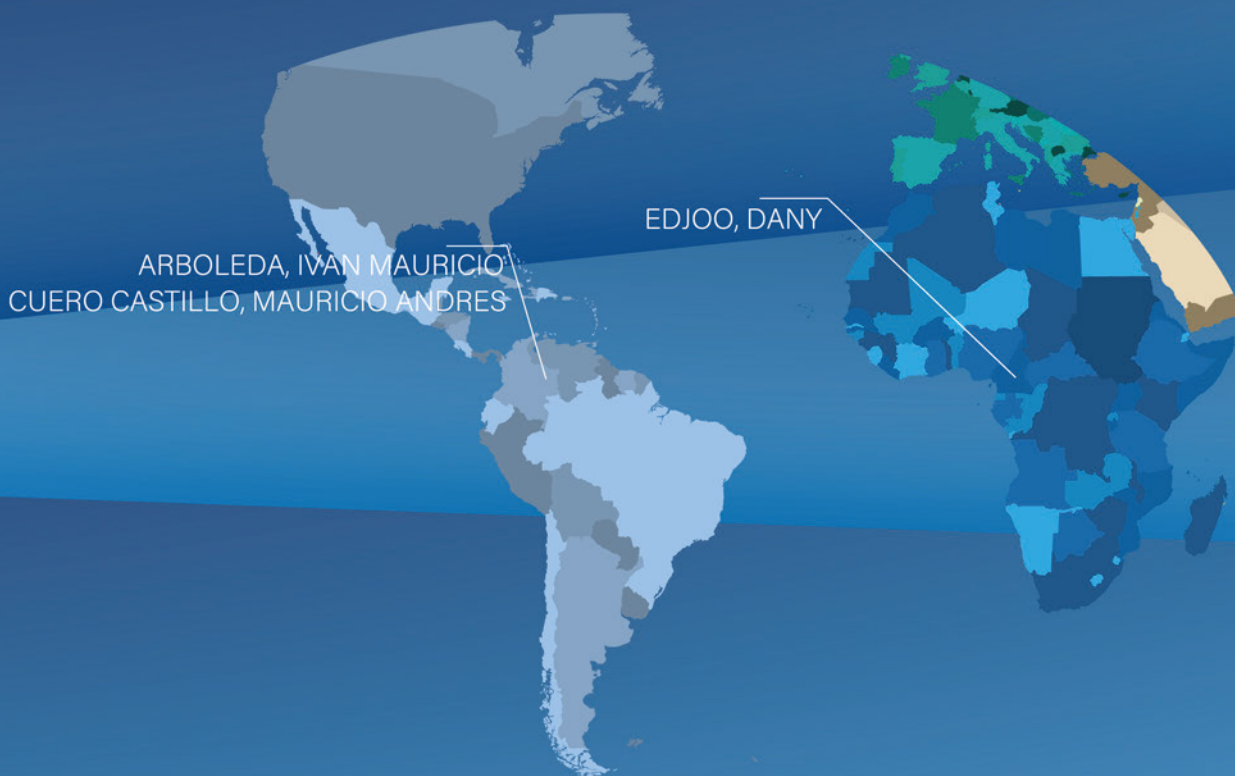 EDJOO, DANY
ARBOLEDA, IVAN MAURICIO
CUERO CASTILLO, MAURICIO ANDRES